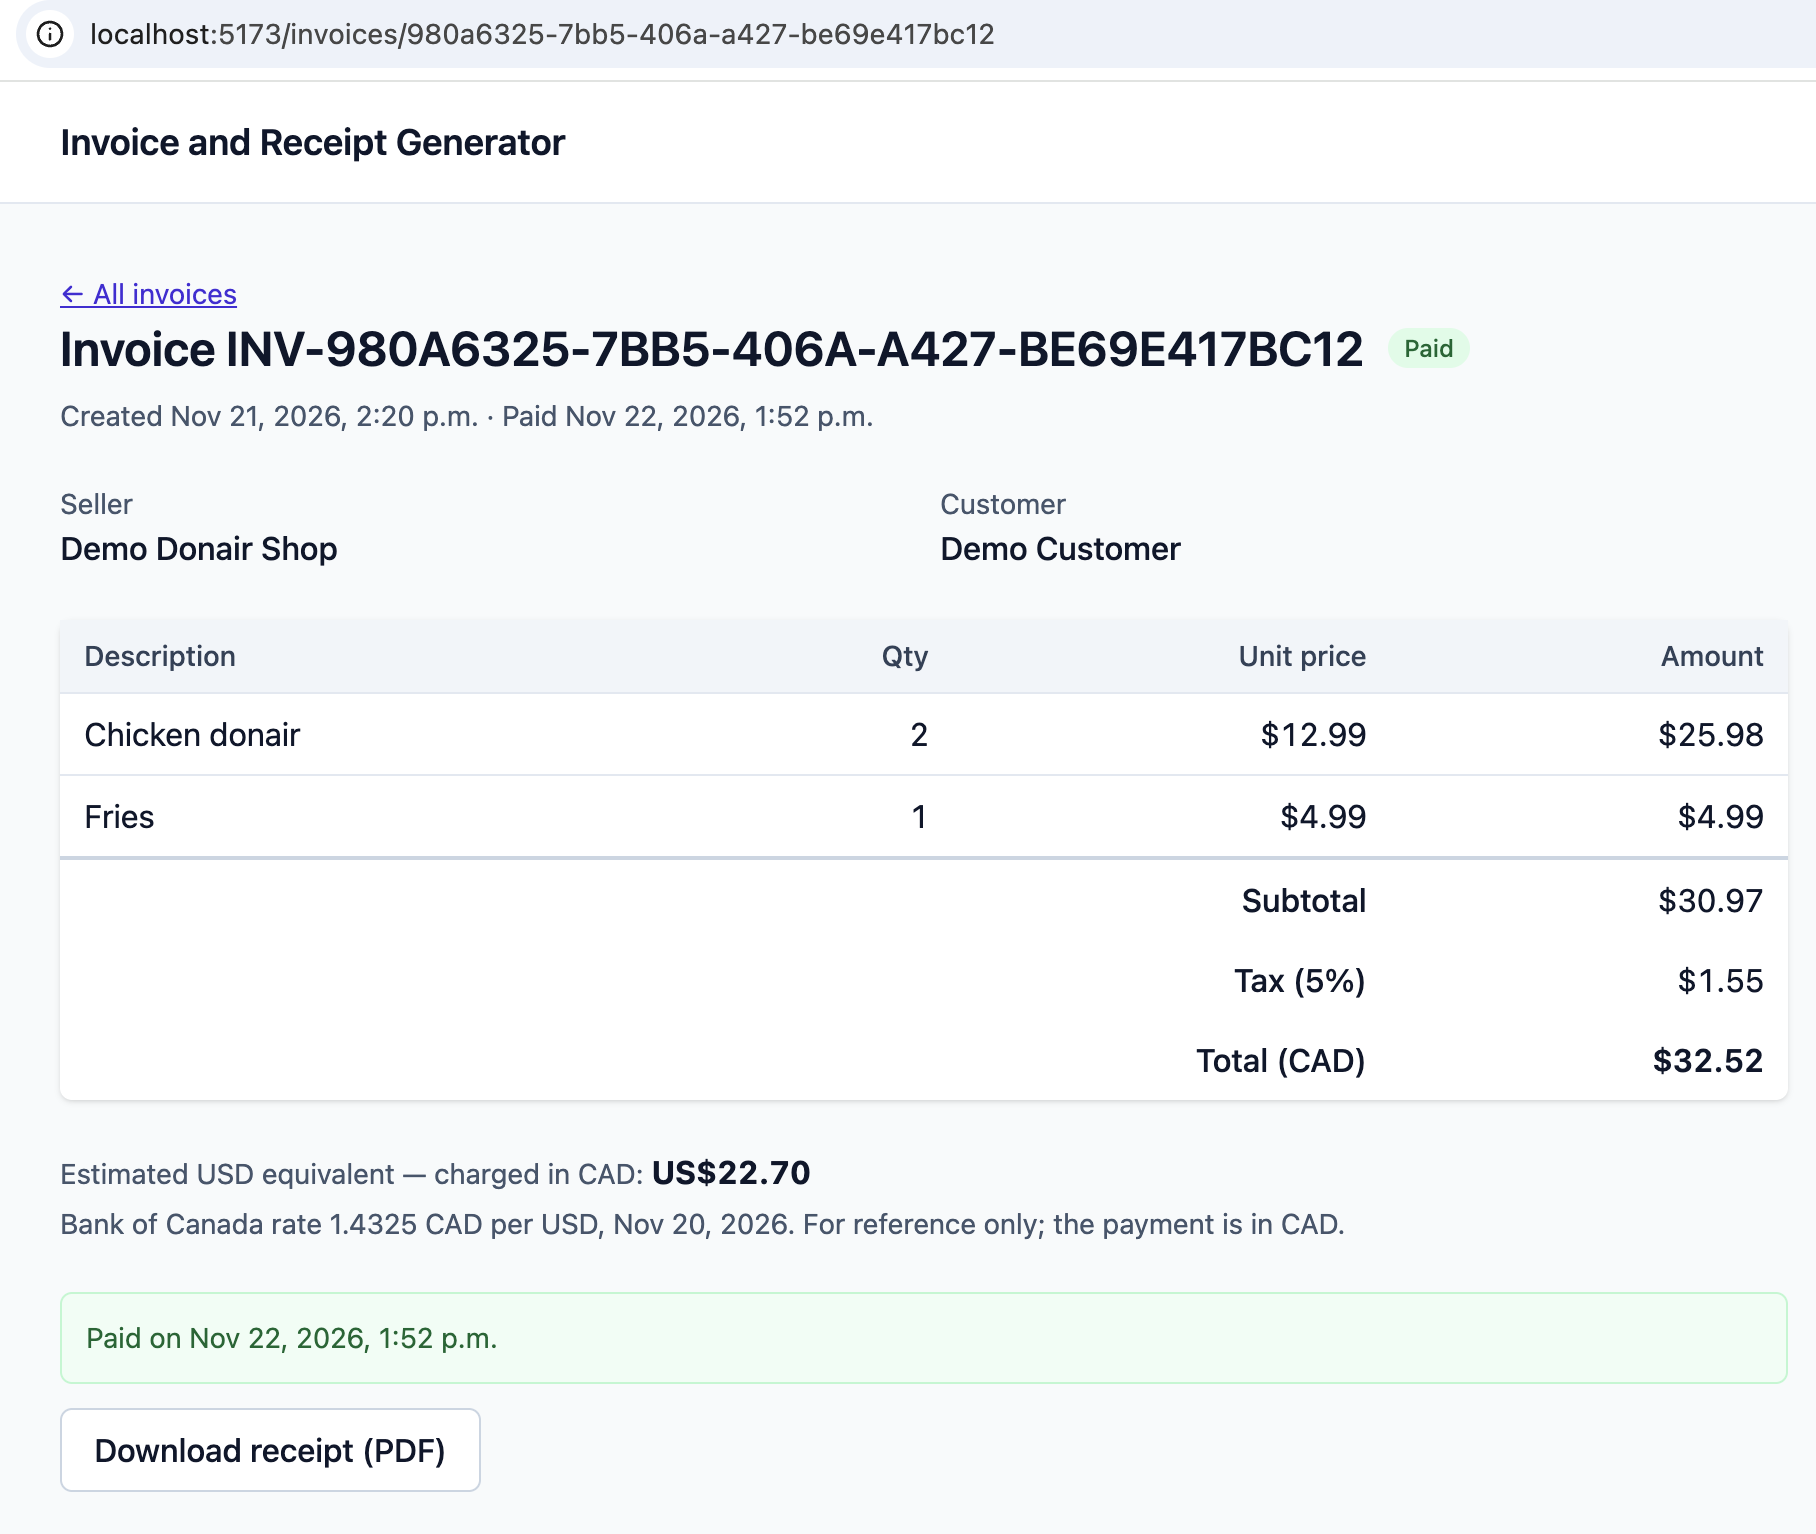 localhost:5173/invoices/980a6325-7bb5-406a-a427-be69e417bc12
Invoice and Receipt Generator
← All invoices
Invoice INV-980A6325-7BB5-406A-A427-BE69E417BC12 Paid
Created Nov 21, 2026, 2:20 p.m. · Paid Nov 22, 2026, 1:52 p.m.
Seller Customer
Demo Donair Shop Demo Customer
Description Qty Unit price Amount
Chicken donair 2 $12.99 $25.98
Fries 1 $4.99 $4.99
Subtotal $30.97
Tax (5%) $1.55
Total (CAD) $32.52
Estimated USD equivalent — charged in CAD: US$22.70
Bank of Canada rate 1.4325 CAD per USD, Nov 20, 2026. For reference only; the payment is in CAD.
Paid on Nov 22, 2026, 1:52 p.m.
Download receipt (PDF)